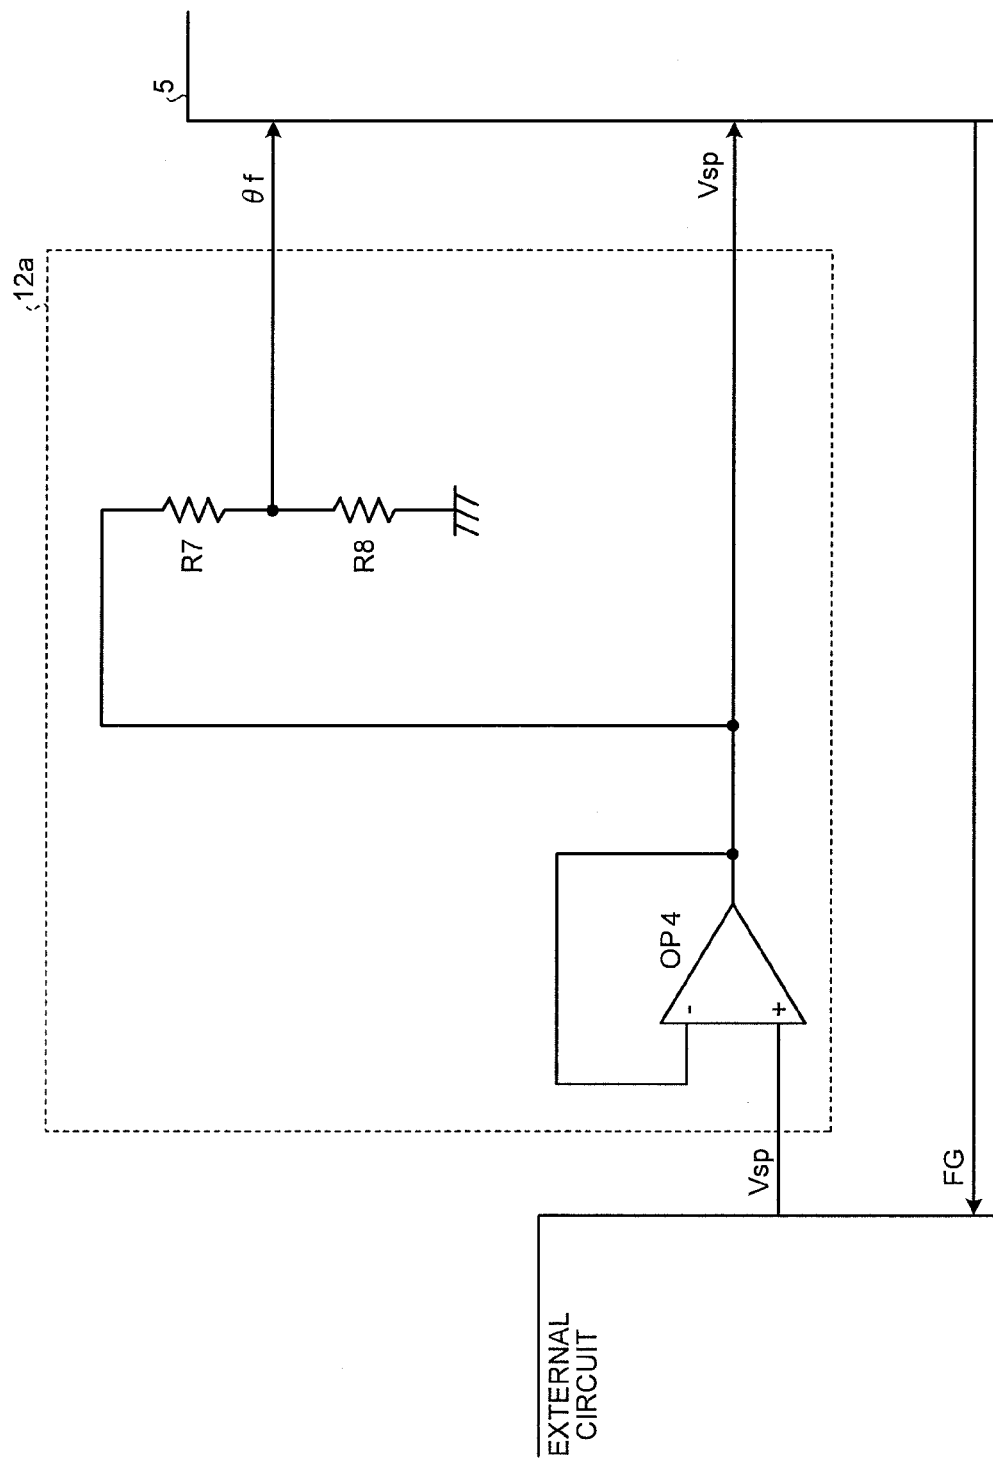 12a
5
θf
R7
R8
Vsp
OP4
-
+
Vsp
FG
EXTERNAL
CIRCUIT